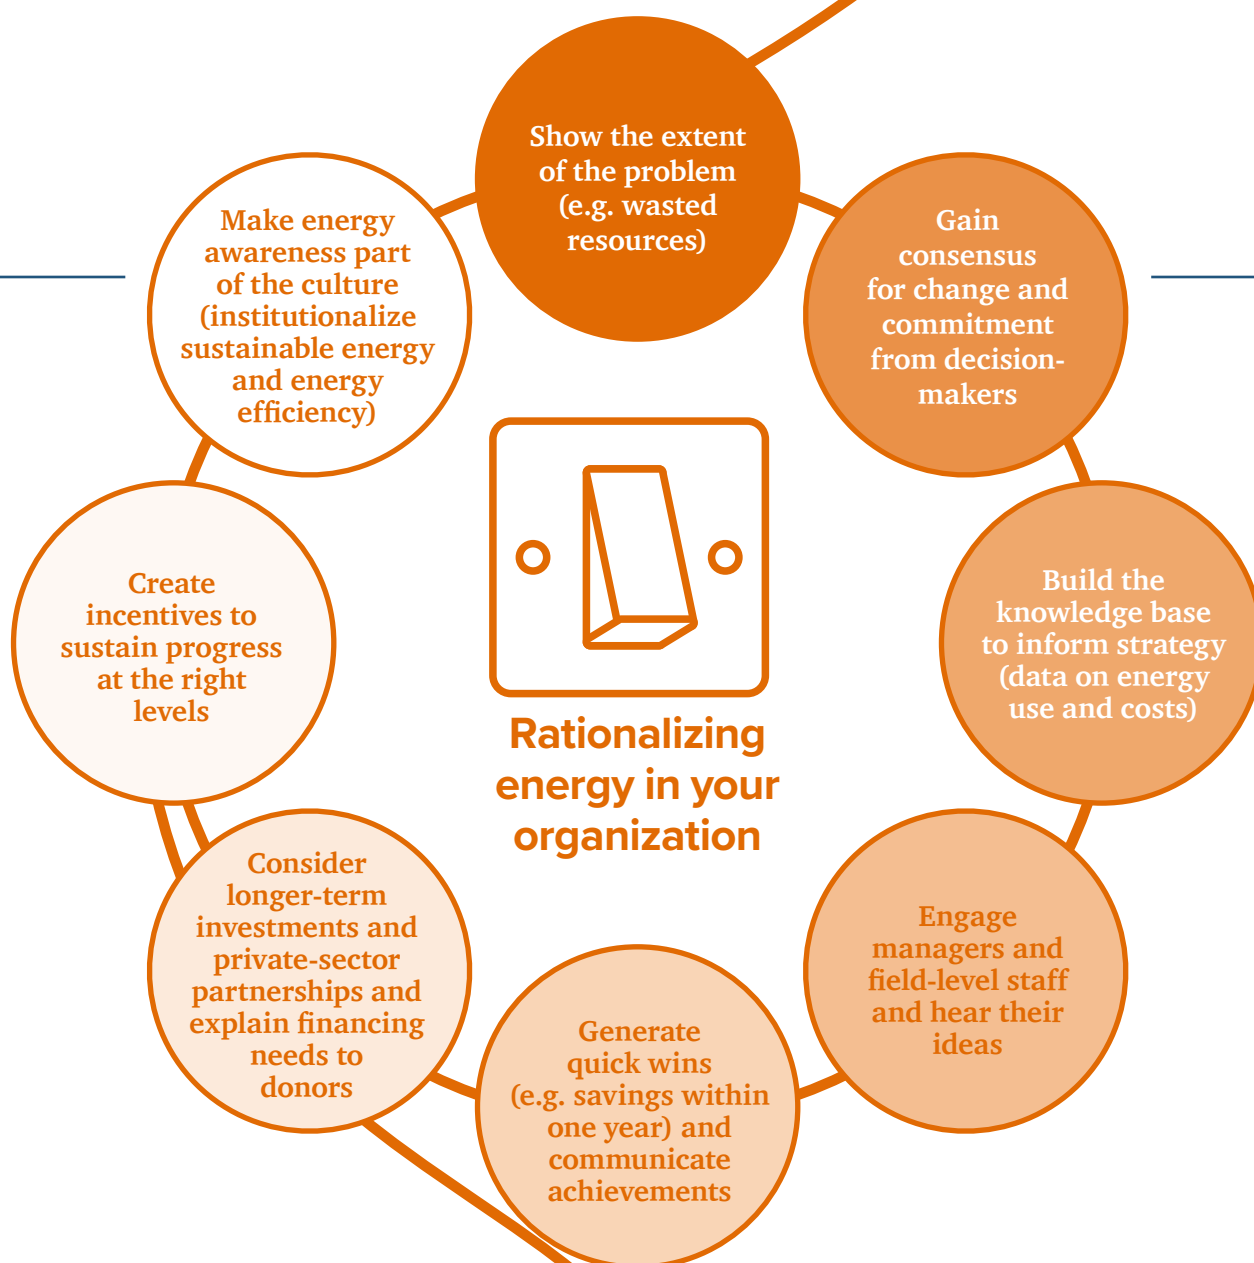 Show the extent
of the problem
(e.g. wasted
resources)
Gain
consensus
for change and
commitment
from decision-
makers
Build the
knowledge base
to inform strategy
(data on energy
use and costs)
Engage
managers and
field-level staff
and hear their
ideas
Generate
quick wins
(e.g. savings within
one year) and
communicate
achievements
Consider
longer-term
investments and
private-sector
partnerships and
explain financing
needs to
donors
Create
incentives to
sustain progress
at the right
levels
Make energy
awareness part
of the culture
(institutionalize
sustainable energy
and energy
efficiency)
Rationalizing
energy in your
organization